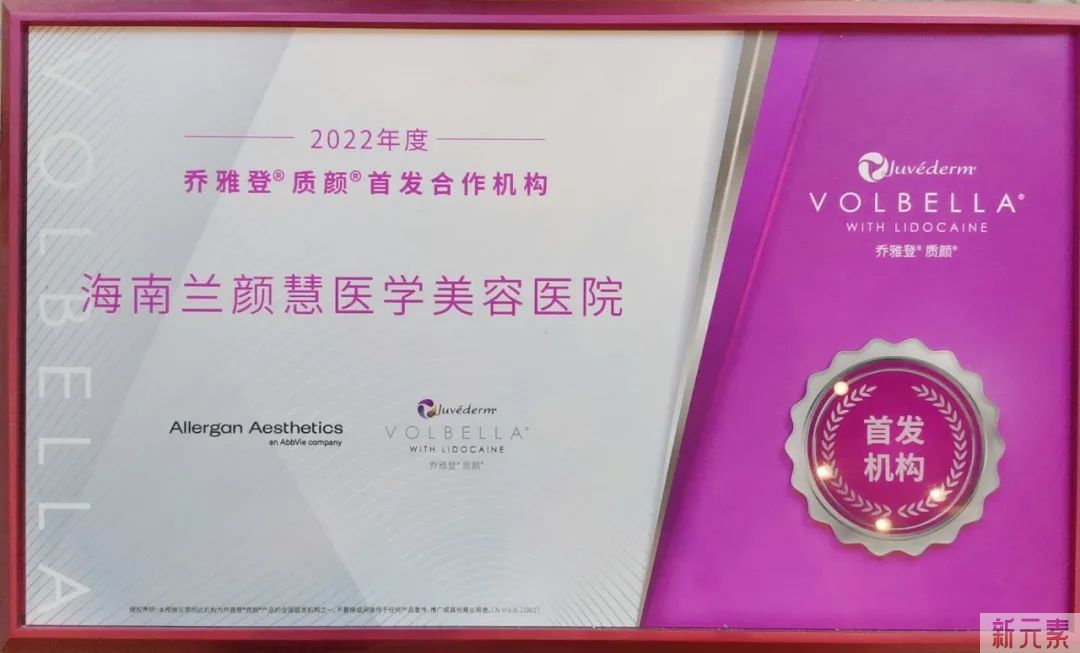 VOLBELLA
2022年度
乔雅登®质颜®首发合作机构
海南兰颜慧医学美容医院
Allergan Aesthetics
an AbbVie company
Juvéderm
VOLBELLA®
WITH LIDOCAINE
乔雅登®质颜®
Juvéderm
VOLBELLA®
WITH LIDOCAINE
乔雅登®质颜®
首发
机构
新元素